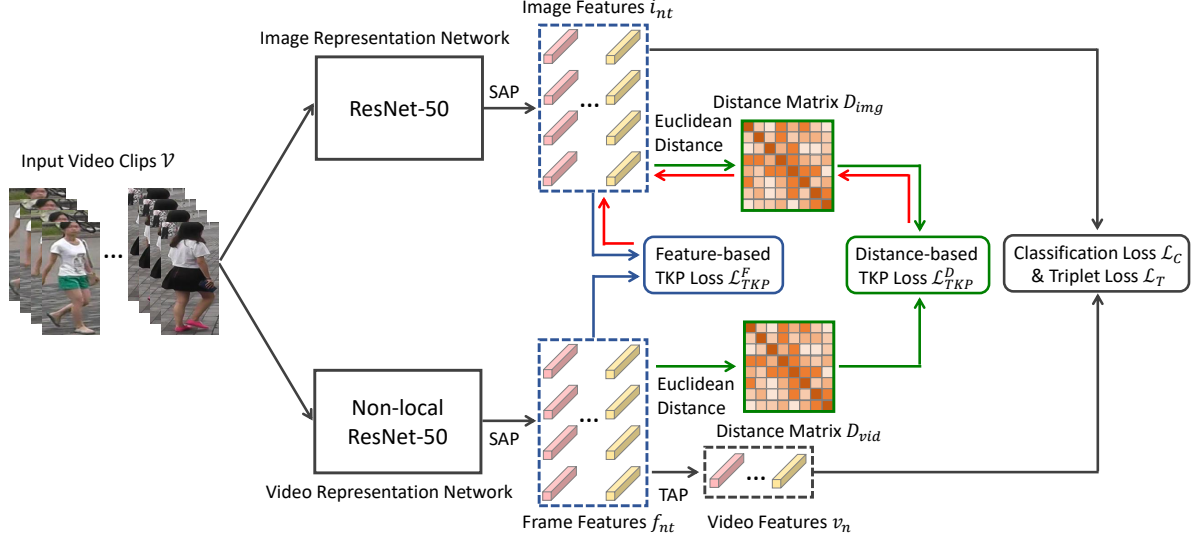 Image Features $i_{nt}$
Image Representation Network
ResNet-50
SAP
...
Euclidean
Distance
Distance Matrix $D_{img}$
Input Video Clips $\mathcal{V}$
...
Feature-based
TKP Loss $\mathcal{L}_{TKP}^{F}$
Distance-based
TKP Loss $\mathcal{L}_{TKP}^{D}$
Classification Loss $\mathcal{L}_C$
& Triplet Loss $\mathcal{L}_T$
Non-local
ResNet-50
SAP
Video Representation Network
...
Euclidean
Distance
Distance Matrix $D_{vid}$
TAP
...
Frame Features $f_{nt}$
Video Features $v_n$